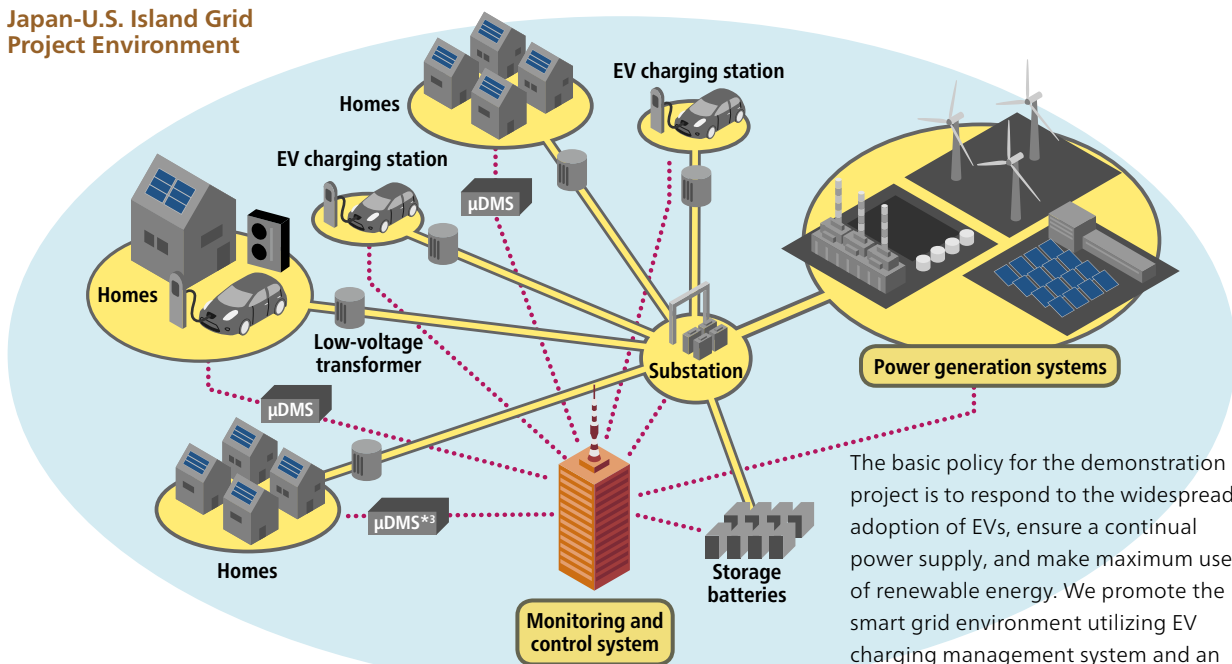 Japan-U.S. Island Grid
Project Environment
EV charging station
Homes
EV charging station
µDMS
Homes
Low-voltage
transformer
Substation
Power generation systems
µDMS
The basic policy for the demonstration
project is to respond to the widespread
adoption of EVs, ensure a continual
power supply, and make maximum use
of renewable energy. We promote the
smart grid environment utilizing EV
charging management system and an
µDMS*3
Homes
Storage
batteries
Monitoring and
control system